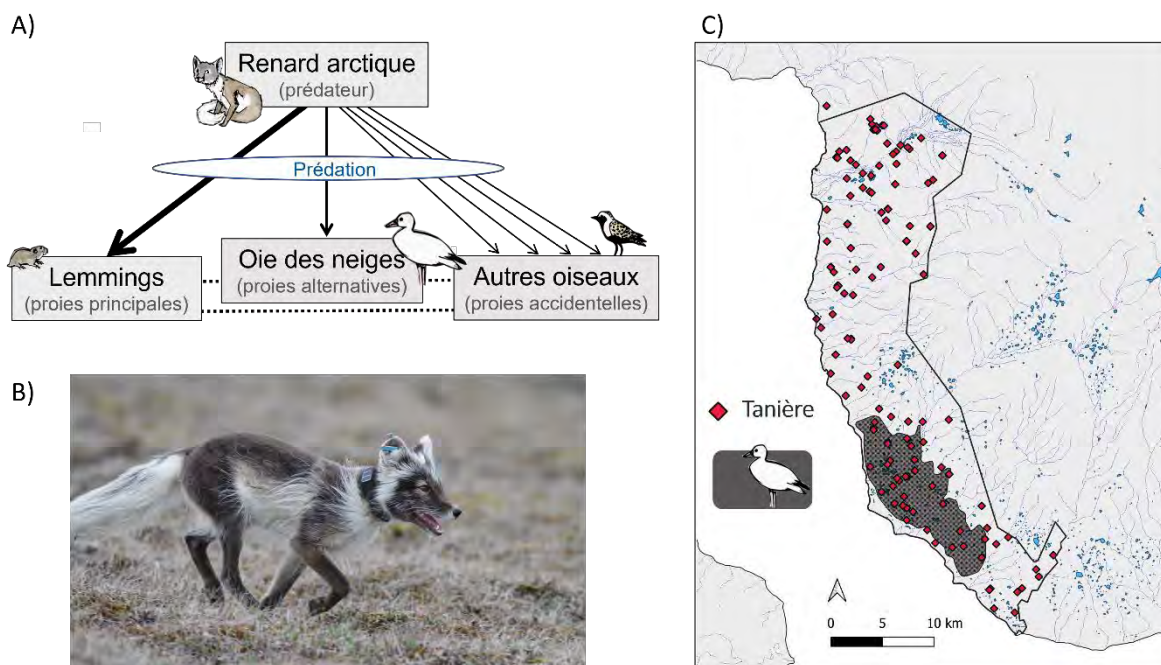 A)
Renard arctique
(prédateur)
Prédation
Lemmings
(proies principales)
Oie des neiges
(proies alternatives)
Autres oiseaux
(proies accidentelles)
B)
C)
Tanière
0 5 10 km